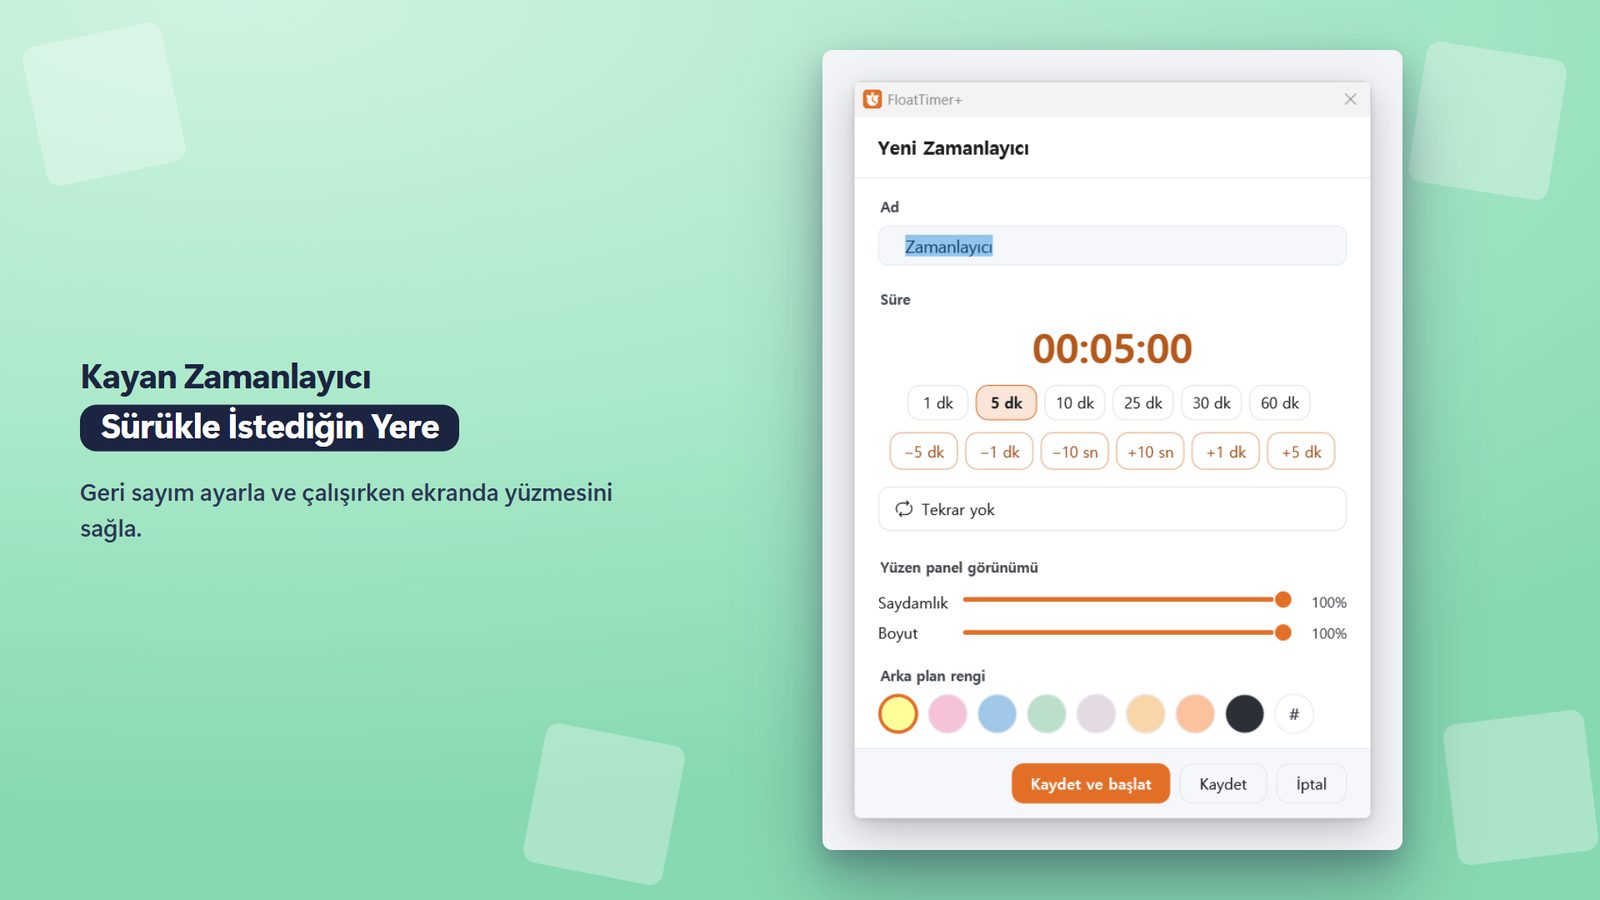 Kayan Zamanlayıcı
Sürükle İstediğin Yere
Geri sayım ayarla ve çalışırken ekranda yüzmesini
sağla.
FloatTimer+
Yeni Zamanlayıcı
Ad
Zamanlayıcı
Süre
00:05:00
1 dk 5 dk 10 dk 25 dk 30 dk 60 dk
−5 dk −1 dk −10 sn +10 sn +1 dk +5 dk
Tekrar yok
Yüzen panel görünümü
Saydamlık 100%
Boyut 100%
Arka plan rengi
#
Kaydet ve başlat Kaydet İptal